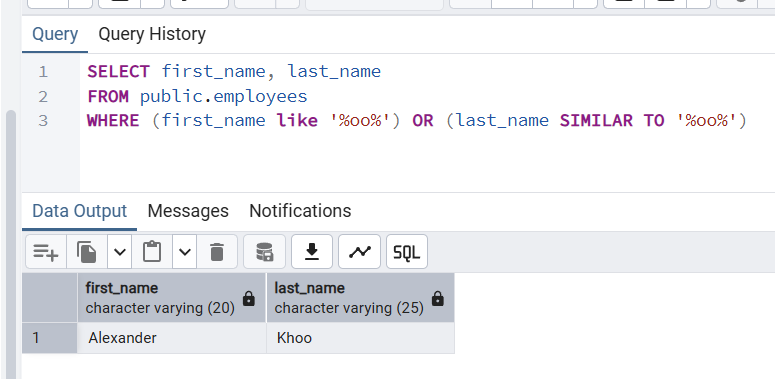 Query Query History
1 SELECT first_name, last_name
2 FROM public.employees
3 WHERE (first_name like '%oo%') OR (last_name SIMILAR TO '%oo%')
Data Output Messages Notifications
SQL
first_name last_name
character varying (20) character varying (25)
1 Alexander Khoo